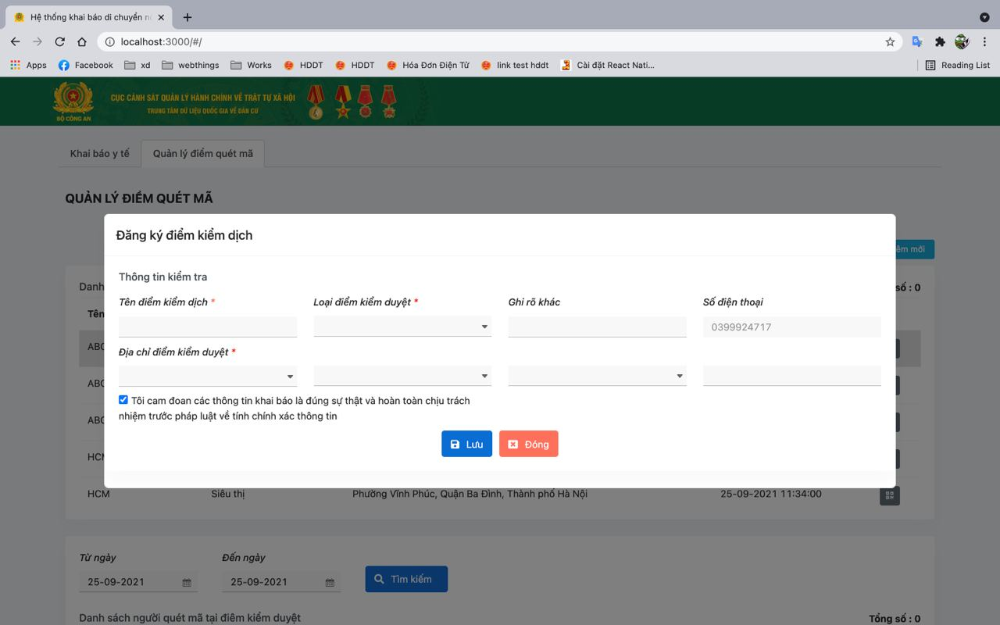 Hệ thống khai báo di chuyển n
localhost:3000/#/
Apps Facebook xd webthings Works HDDT HDDT Hóa Đơn Điện Tử link test hddt Cài đặt React Nati... Reading List
BỘ CÔNG AN
CỤC CẢNH SÁT QUẢN LÝ HÀNH CHÍNH VỀ TRẬT TỰ XÃ HỘI
TRUNG TÂM DỮ LIỆU QUỐC GIA VỀ DÂN CƯ
Khai báo y tế Quản lý điểm quét mã
QUẢN LÝ ĐIỂM QUÉT MÃ
êm mới
Đăng ký điểm kiểm dịch
Thông tin kiểm tra
Danh số : 0
Tên điểm kiểm dịch * Loại điểm kiểm duyệt * Ghi rõ khác Số điện thoại
Tên
0399924717
ABC
Địa chỉ điểm kiểm duyệt *
ABC
Tôi cam đoan các thông tin khai báo là đúng sự thật và hoàn toàn chịu trách
nhiệm trước pháp luật về tính chính xác thông tin
ABC
Lưu Đóng
HCM
HCM Siêu thị Phường Vĩnh Phúc, Quận Ba Đình, Thành phố Hà Nội 25-09-2021 11:34:00
Từ ngày Đến ngày
25-09-2021 25-09-2021 Tìm kiếm
Danh sách người quét mã tại điêm kiểm duyệt Tổng số : 0